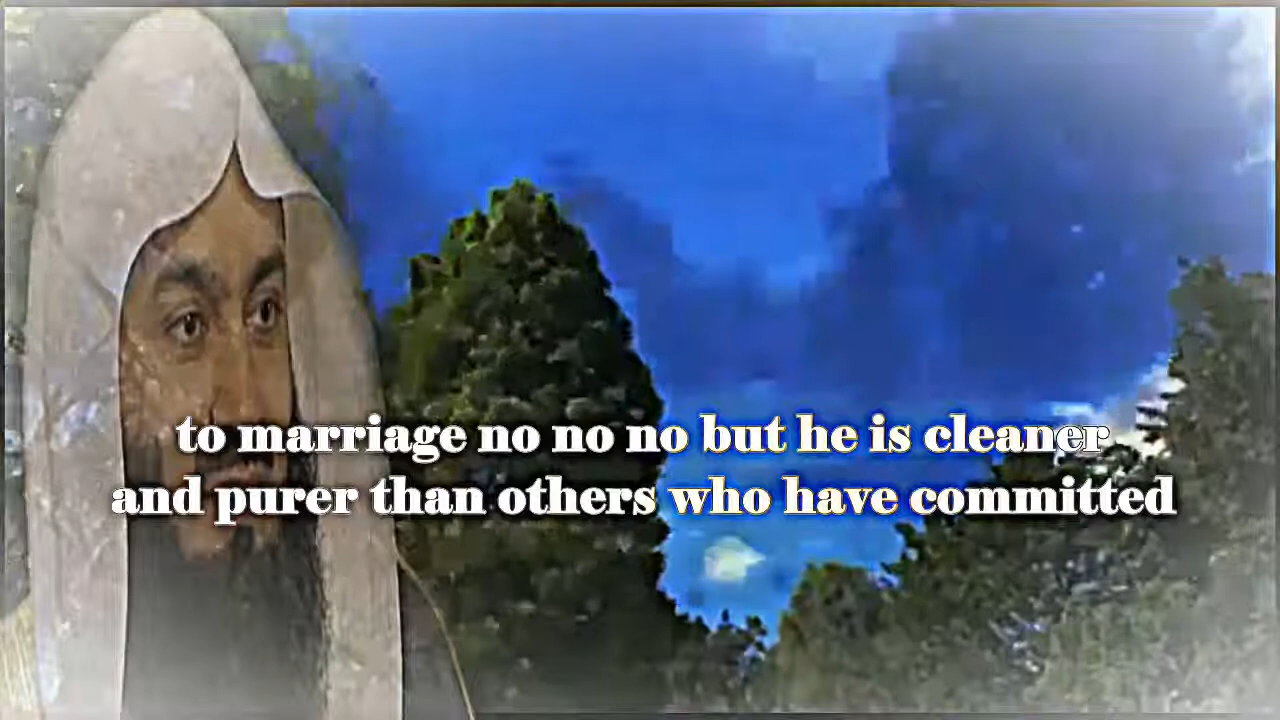 to marriage no no no but he is cleaner
and purer than others who have committed